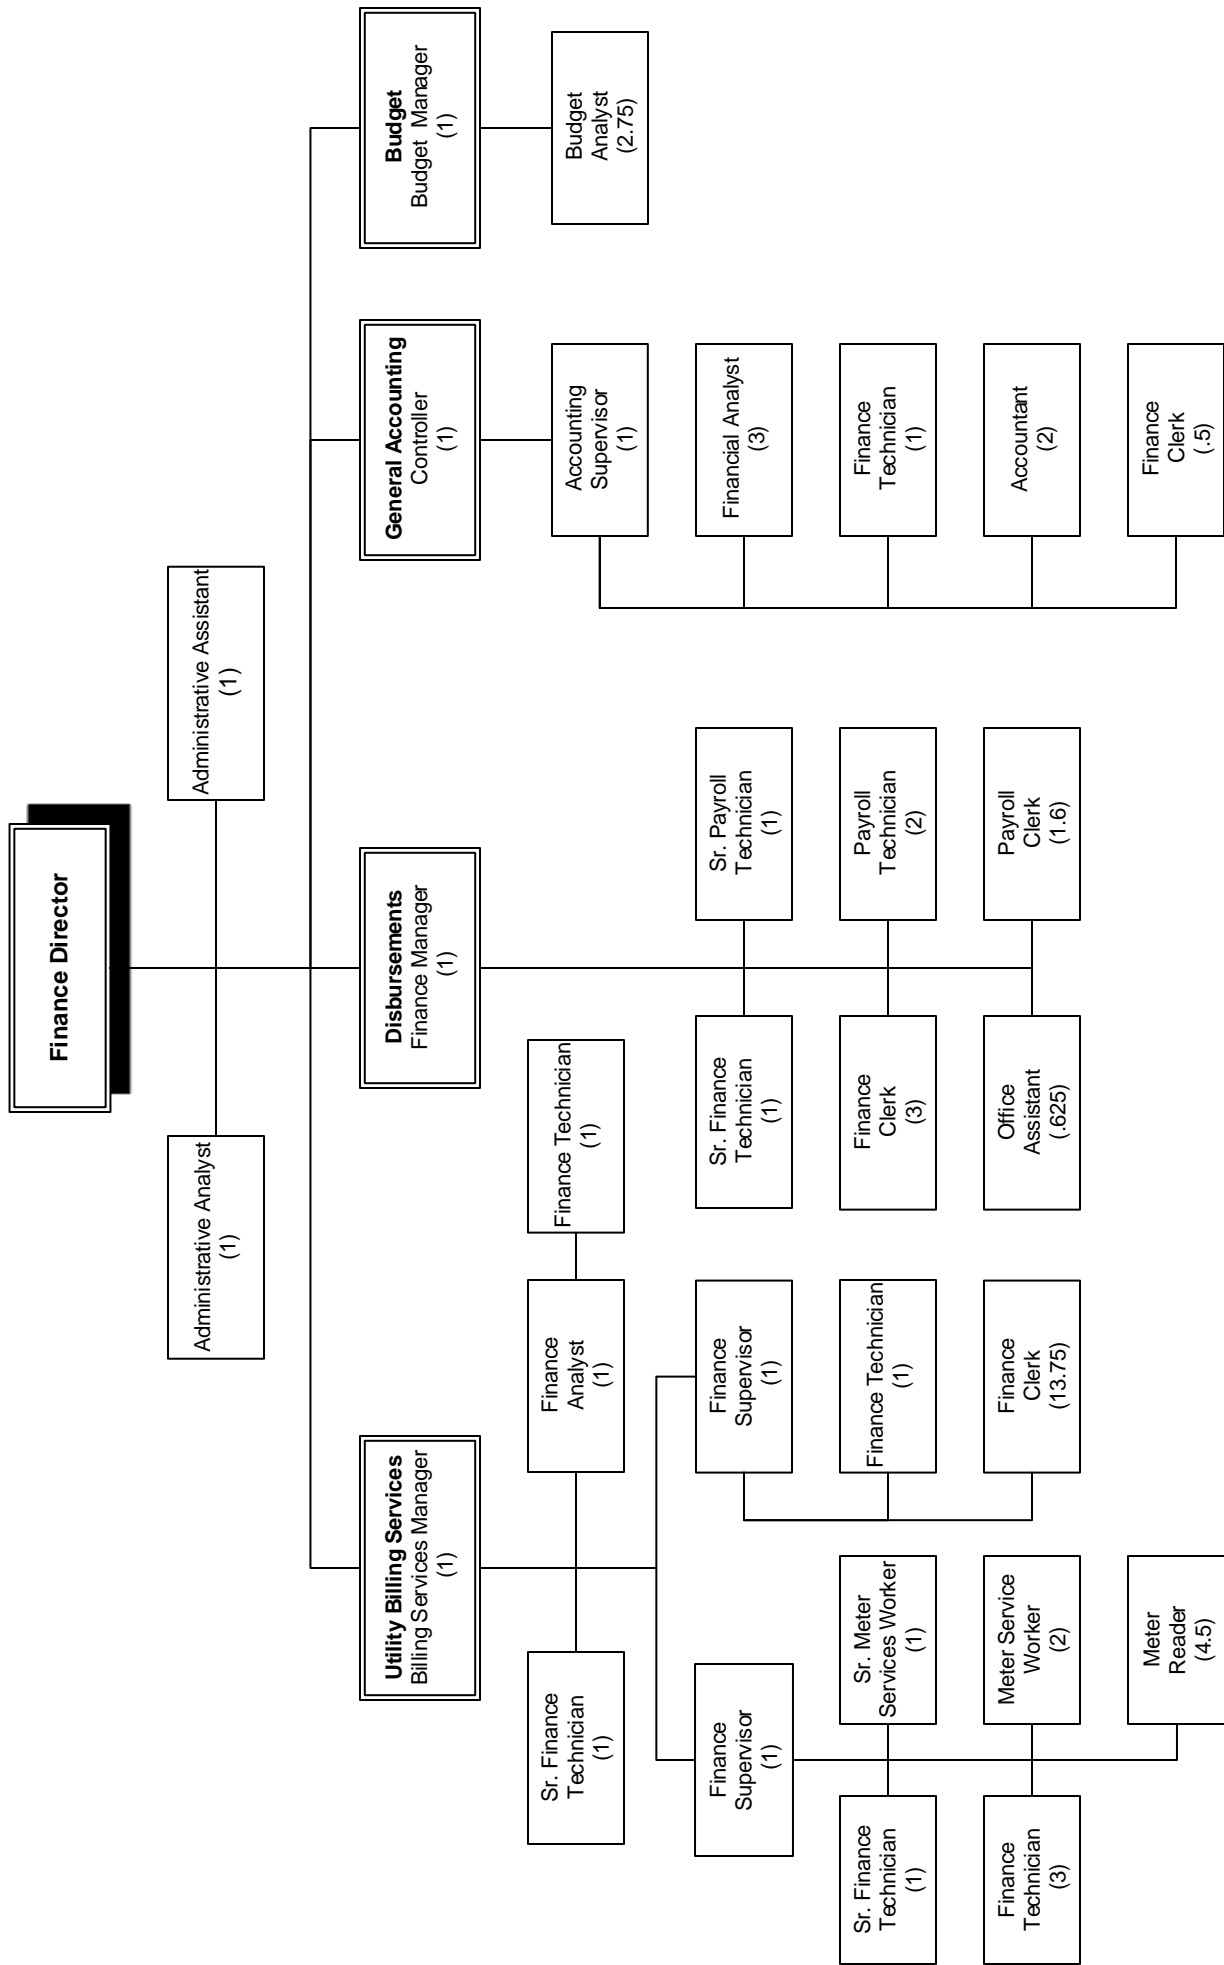 Finance Director
Administrative Analyst
(1)
Administrative Assistant
(1)
Utility Billing Services
Billing Services Manager
(1)
Disbursements
Finance Manager
(1)
General Accounting
Controller
(1)
Budget
Budget Manager
(1)
Sr. Finance
Technician
(1)
Finance
Analyst
(1)
Finance Technician
(1)
Accounting
Supervisor
(1)
Budget
Analyst
(2.75)
Finance
Supervisor
(1)
Finance
Supervisor
(1)
Sr. Finance
Technician
(1)
Sr. Payroll
Technician
(1)
Financial Analyst
(3)
Sr. Finance
Technician
(1)
Sr. Meter
Services Worker
(1)
Finance Technician
(1)
Finance
Clerk
(3)
Payroll
Technician
(2)
Finance
Technician
(1)
Finance
Technician
(3)
Meter Service
Worker
(2)
Finance
Clerk
(13.75)
Office
Assistant
(.625)
Payroll
Clerk
(1.6)
Accountant
(2)
Meter
Reader
(4.5)
Finance
Clerk
(.5)